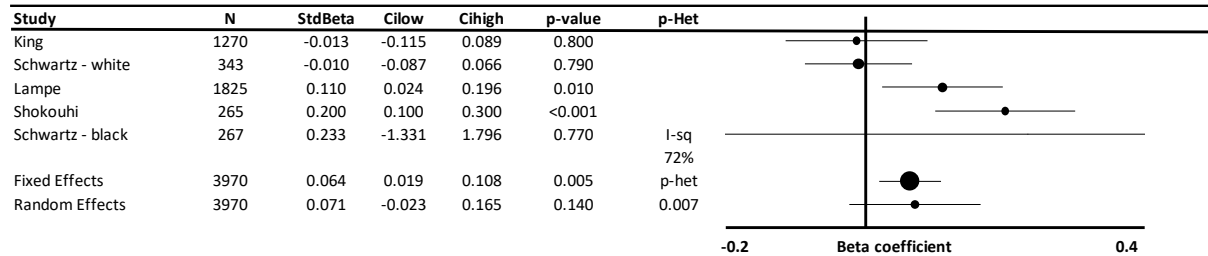 Study N StdBeta Cilow Cihigh p-value p-Het
King 1270 -0.013 -0.115 0.089 0.800
Schwartz - white 343 -0.010 -0.087 0.066 0.790
Lampe 1825 0.110 0.024 0.196 0.010
Shokouhi 265 0.200 0.100 0.300 <0.001
Schwartz - black 267 0.233 -1.331 1.796 0.770 I-sq
72%
Fixed Effects 3970 0.064 0.019 0.108 0.005 p-het
Random Effects 3970 0.071 -0.023 0.165 0.140 0.007
-0.2 Beta coefficient 0.4